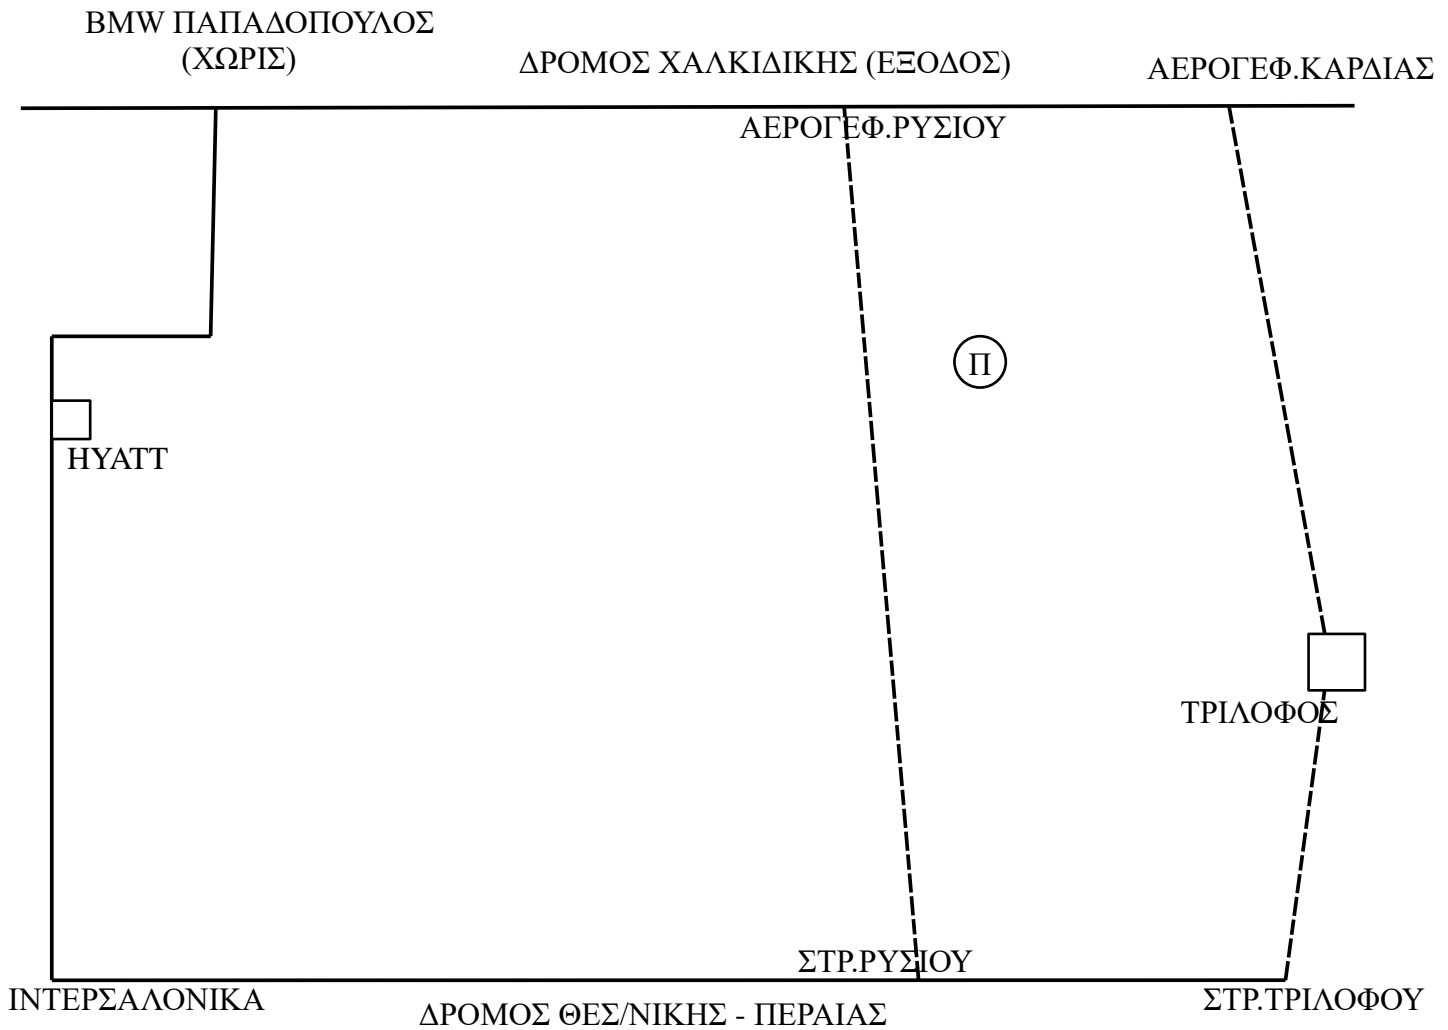 BMW ΠΑΠΑΔΟΠΟΥΛΟΣ
(ΧΩΡΙΣ)
ΔΡΟΜΟΣ ΧΑΛΚΙΔΙΚΗΣ (ΕΞΟΔΟΣ)
ΑΕΡΟΓΕΦ.ΚΑΡΔΙΑΣ
ΑΕΡΟΓΕΦ.ΡΥΣΙΟΥ
Π
HYATT
ΤΡΙΛΟΦΟΣ
ΣΤΡ.ΡΥΣΙΟΥ
ΙΝΤΕΡΣΑΛΟΝΙΚΑ
ΔΡΟΜΟΣ ΘΕΣ/ΝΙΚΗΣ - ΠΕΡΑΙΑΣ
ΣΤΡ.ΤΡΙΛΟΦΟΥ